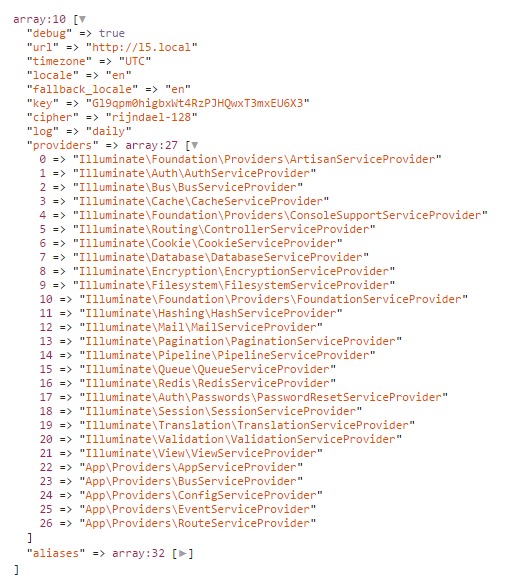 array:10 [▼
  "debug" => true
  "url" => "http://l5.local"
  "timezone" => "UTC"
  "locale" => "en"
  "fallback_locale" => "en"
  "key" => "Gl9qpm0higbxWt4RzPJHQwxT3mxEU6X3"
  "cipher" => "rijndael-128"
  "log" => "daily"
  "providers" => array:27 [▼
    0 => "Illuminate\Foundation\Providers\ArtisanServiceProvider"
    1 => "Illuminate\Auth\AuthServiceProvider"
    2 => "Illuminate\Bus\BusServiceProvider"
    3 => "Illuminate\Cache\CacheServiceProvider"
    4 => "Illuminate\Foundation\Providers\ConsoleSupportServiceProvider"
    5 => "Illuminate\Routing\ControllerServiceProvider"
    6 => "Illuminate\Cookie\CookieServiceProvider"
    7 => "Illuminate\Database\DatabaseServiceProvider"
    8 => "Illuminate\Encryption\EncryptionServiceProvider"
    9 => "Illuminate\Filesystem\FilesystemServiceProvider"
    10 => "Illuminate\Foundation\Providers\FoundationServiceProvider"
    11 => "Illuminate\Hashing\HashServiceProvider"
    12 => "Illuminate\Mail\MailServiceProvider"
    13 => "Illuminate\Pagination\PaginationServiceProvider"
    14 => "Illuminate\Pipeline\PipelineServiceProvider"
    15 => "Illuminate\Queue\QueueServiceProvider"
    16 => "Illuminate\Redis\RedisServiceProvider"
    17 => "Illuminate\Auth\Passwords\PasswordResetServiceProvider"
    18 => "Illuminate\Session\SessionServiceProvider"
    19 => "Illuminate\Translation\TranslationServiceProvider"
    20 => "Illuminate\Validation\ValidationServiceProvider"
    21 => "Illuminate\View\ViewServiceProvider"
    22 => "App\Providers\AppServiceProvider"
    23 => "App\Providers\BusServiceProvider"
    24 => "App\Providers\ConfigServiceProvider"
    25 => "App\Providers\EventServiceProvider"
    26 => "App\Providers\RouteServiceProvider"
  ]
  "aliases" => array:32 [▶]
]